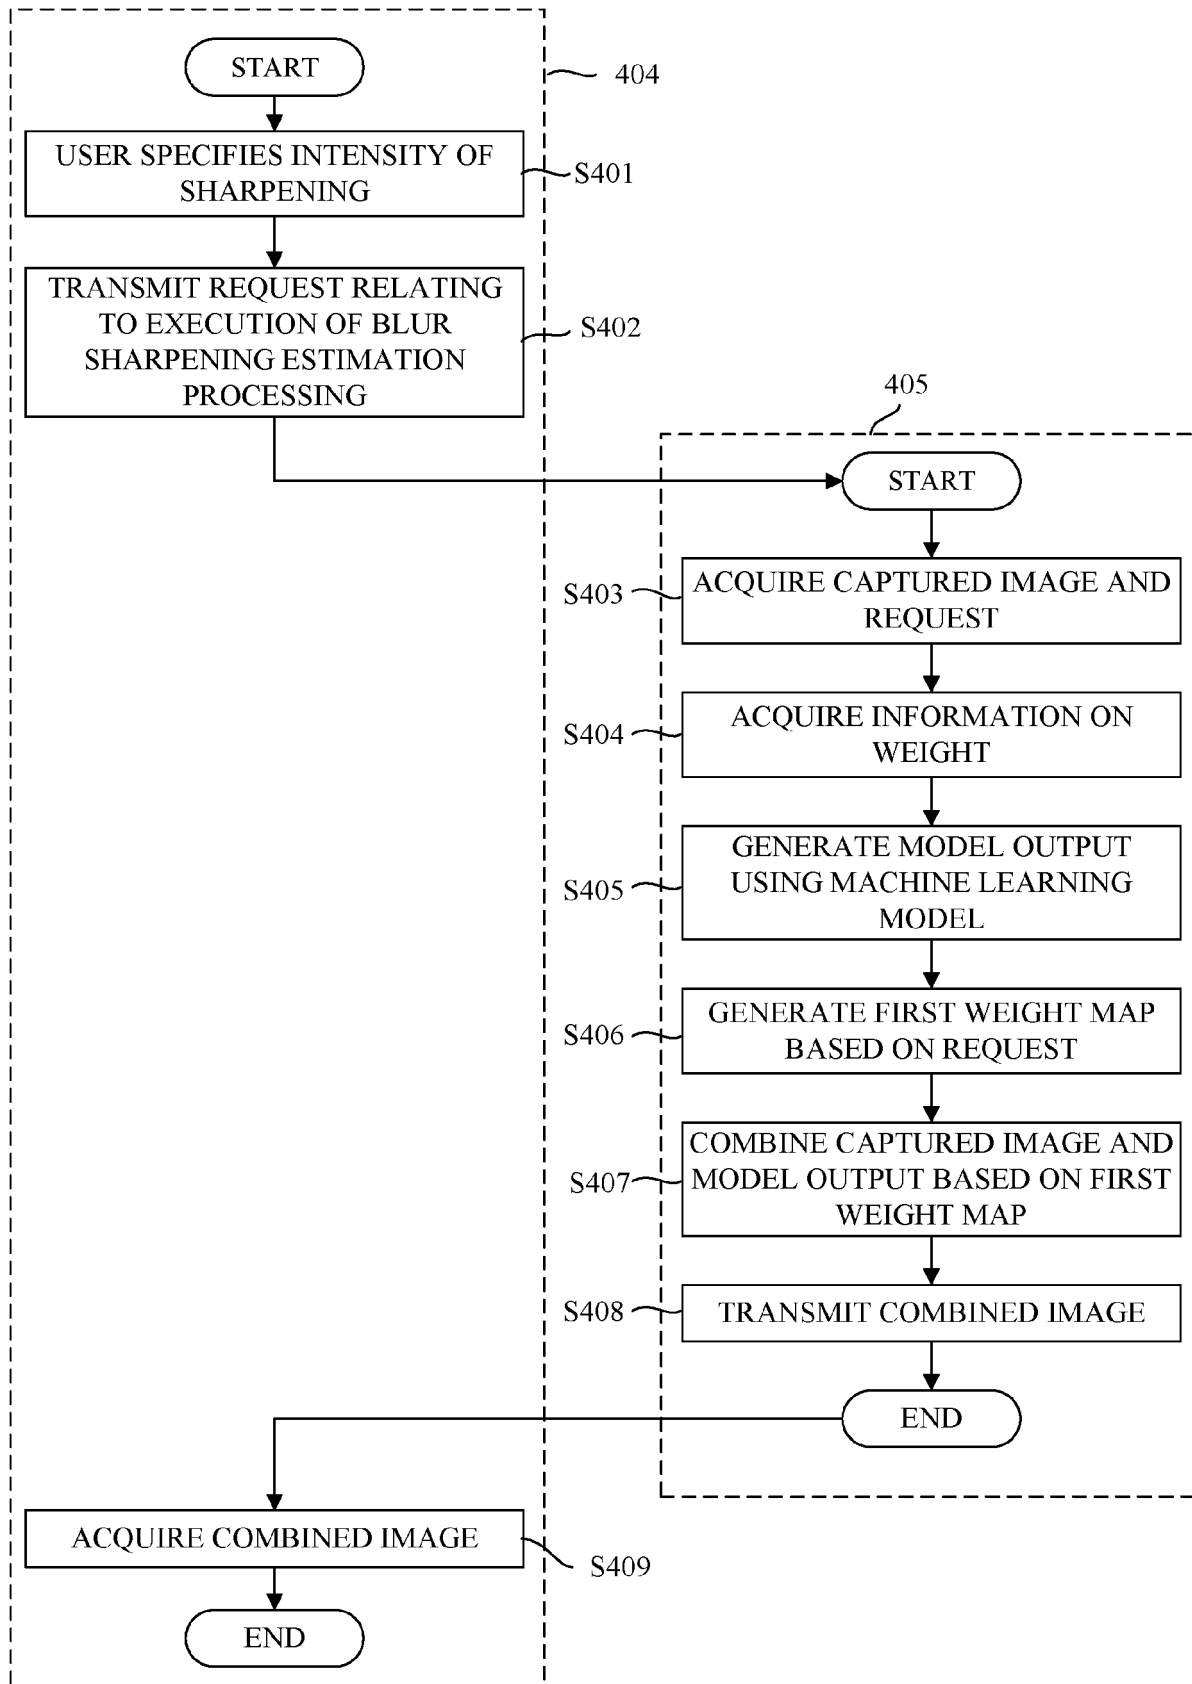 START
404
USER SPECIFIES INTENSITY OF
SHARPENING
S401
TRANSMIT REQUEST RELATING
TO EXECUTION OF BLUR
SHARPENING ESTIMATION
PROCESSING
S402
405
START
S403
ACQUIRE CAPTURED IMAGE AND
REQUEST
S404
ACQUIRE INFORMATION ON
WEIGHT
S405
GENERATE MODEL OUTPUT
USING MACHINE LEARNING
MODEL
S406
GENERATE FIRST WEIGHT MAP
BASED ON REQUEST
S407
COMBINE CAPTURED IMAGE AND
MODEL OUTPUT BASED ON FIRST
WEIGHT MAP
S408
TRANSMIT COMBINED IMAGE
END
ACQUIRE COMBINED IMAGE
S409
END